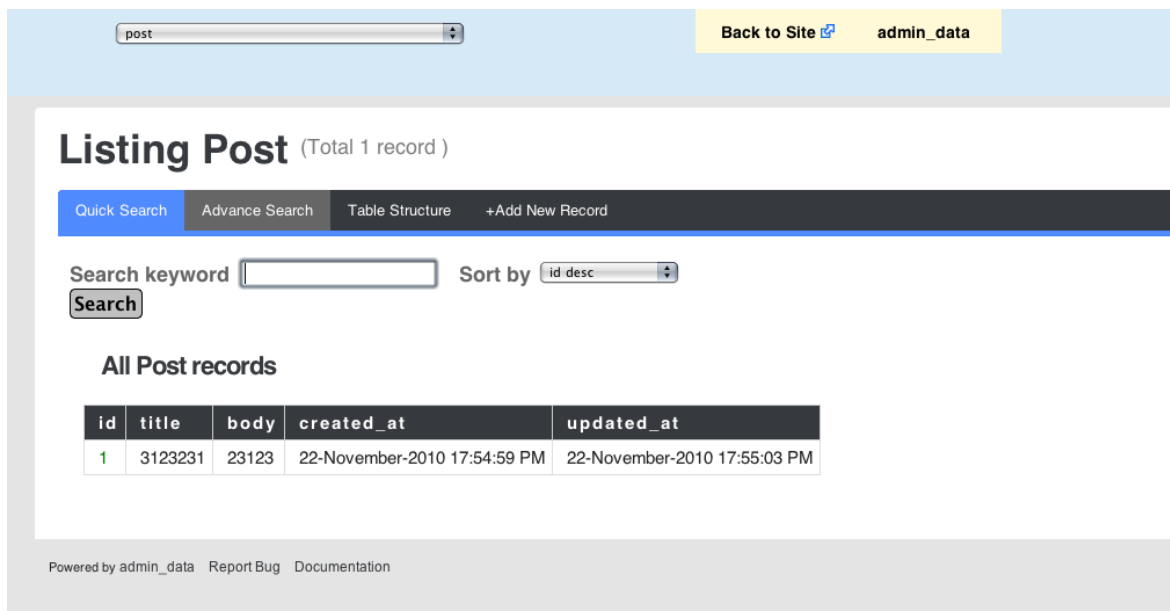 post
Back to Site admin_data
Listing Post (Total 1 record )
Quick Search Advance Search Table Structure +Add New Record
Search keyword Sort by id desc
Search
All Post records
id title body created_at updated_at
1 3123231 23123 22-November-2010 17:54:59 PM 22-November-2010 17:55:03 PM
Powered by admin_data Report Bug Documentation